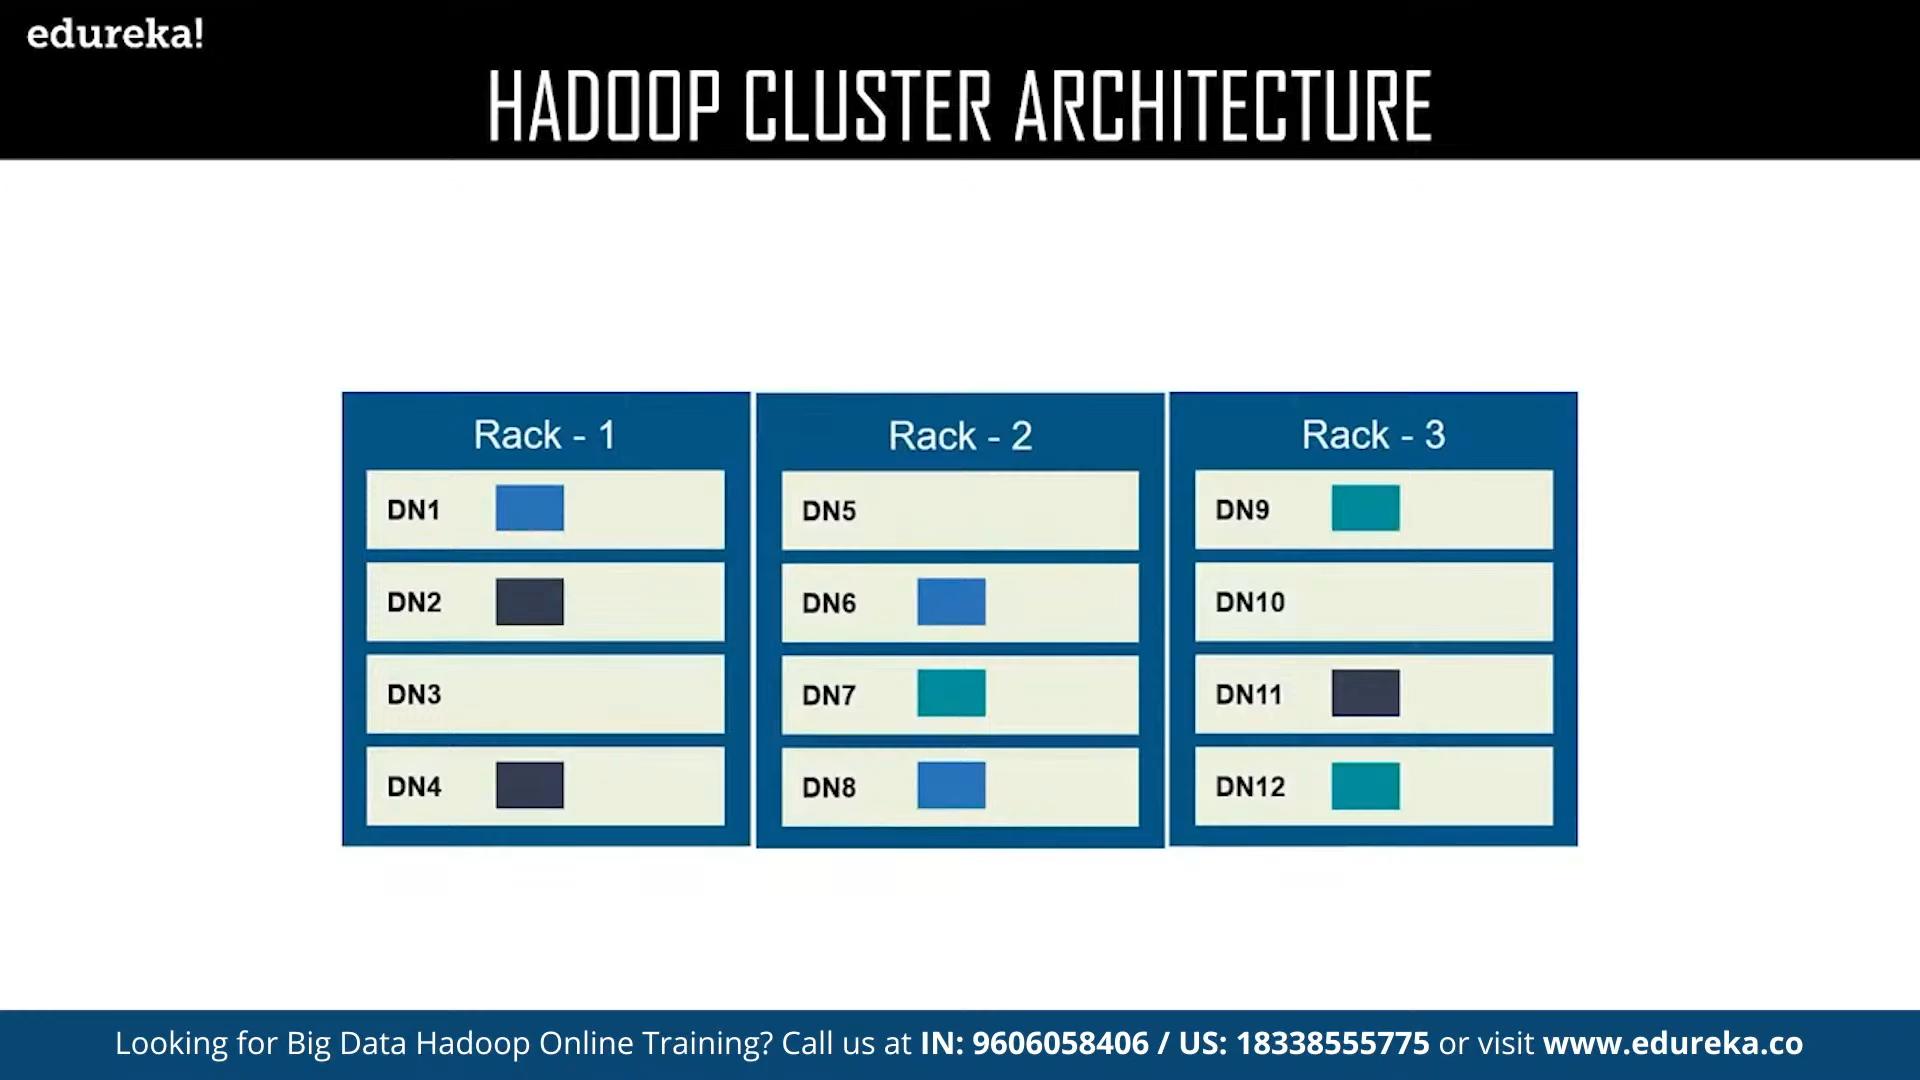 edureka!
HADOOP CLUSTER ARCHITECTURE
Rack - 1
DN1
DN2
DN3
DN4
Rack - 2
DN5
DN6
DN7
DN8
Rack - 3
DN9
DN10
DN11
DN12
Looking for Big Data Hadoop Online Training? Call us at IN: 9606058406 / US: 18338555775 or visit www.edureka.co